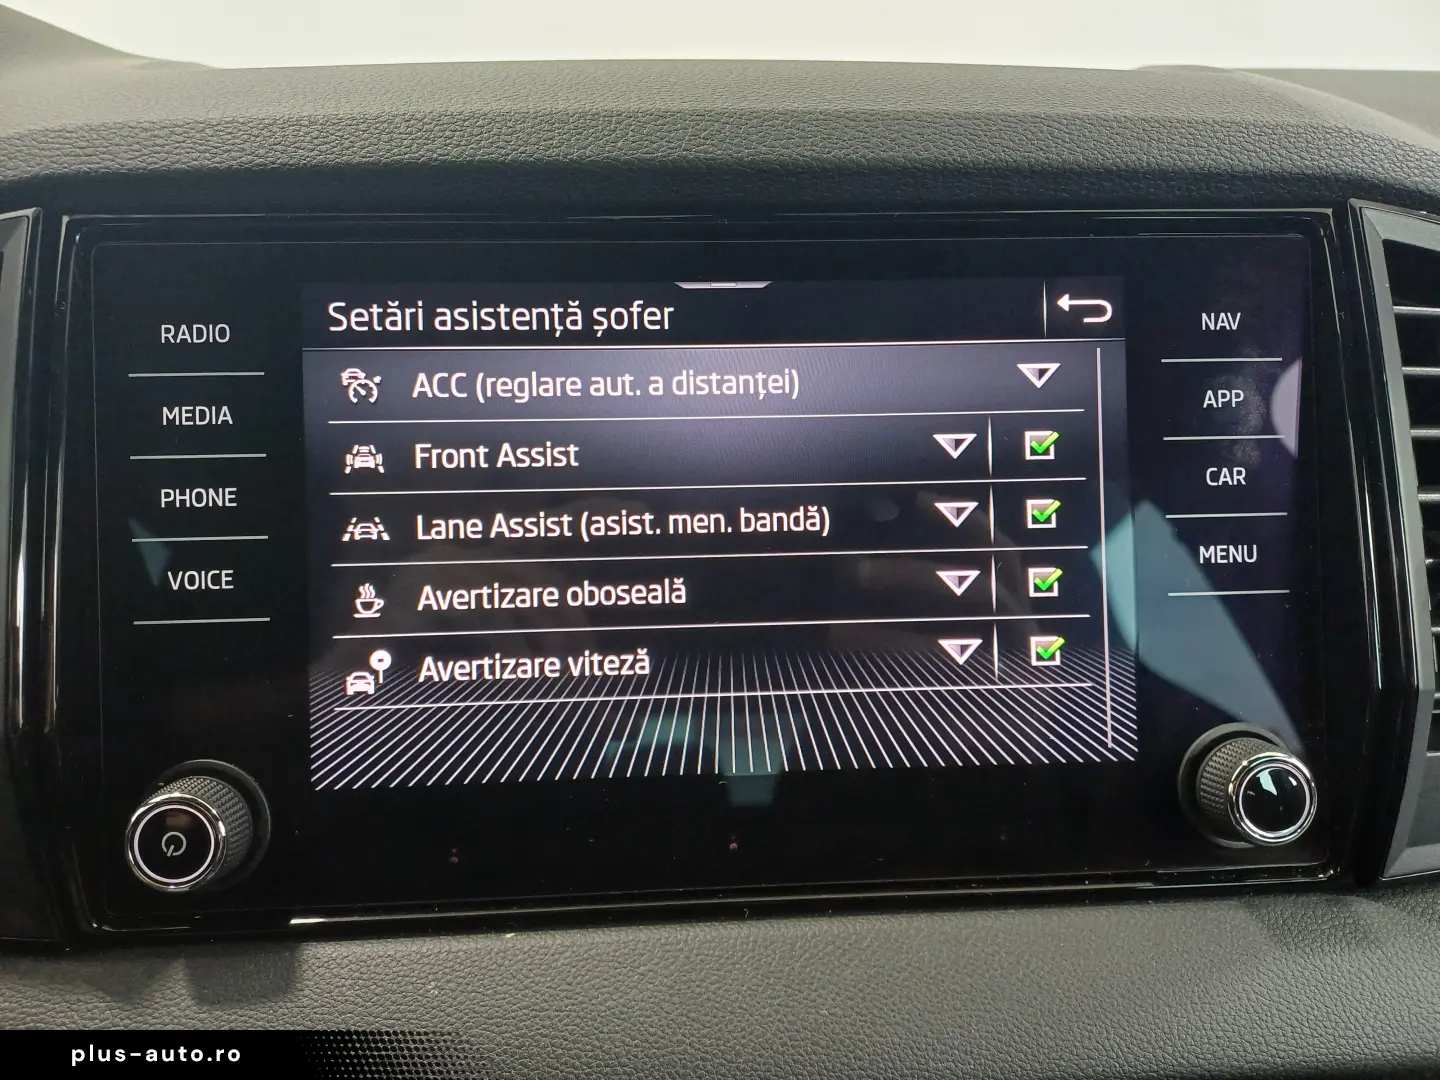 Setări asistență șofer
RADIO
MEDIA
PHONE
VOICE
ACC (reglare aut. a distanței)
Front Assist
Lane Assist (asist. men. bandă)
Avertizare oboseală
Avertizare viteză
NAV
APP
CAR
MENU
plus-auto.ro